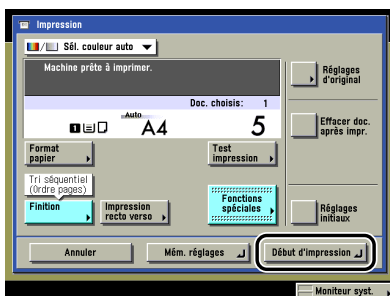 Impression
Sél. couleur auto
Machine prête à imprimer.
Doc. choisis: 1
1
Auto
A4
5
Réglages
d'original
Effacer doc.
après impr.
Format
papier
Test
impression
Tri séquentiel
(Ordre pages)
Finition
Impression
recto verso
Fonctions
spéciales
Réglages
initiaux
Annuler
Mém. réglages
Début d'impression
Moniteur syst.